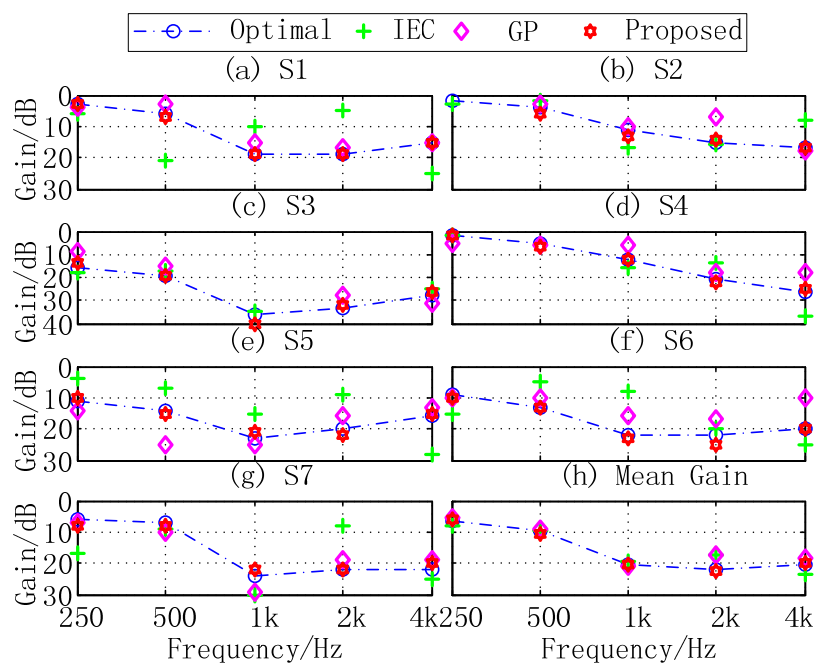 Optimal IEC GP Proposed
(a) S1 (b) S2
0
10
20
30
Gain/dB
(c) S3 (d) S4
0
10
20
30
40
Gain/dB
(e) S5 (f) S6
0
10
20
30
Gain/dB
(g) S7 (h) Mean Gain
0
10
20
30
Gain/dB
250 500 1k 2k 4k 250 500 1k 2k 4k
Frequency/Hz Frequency/Hz